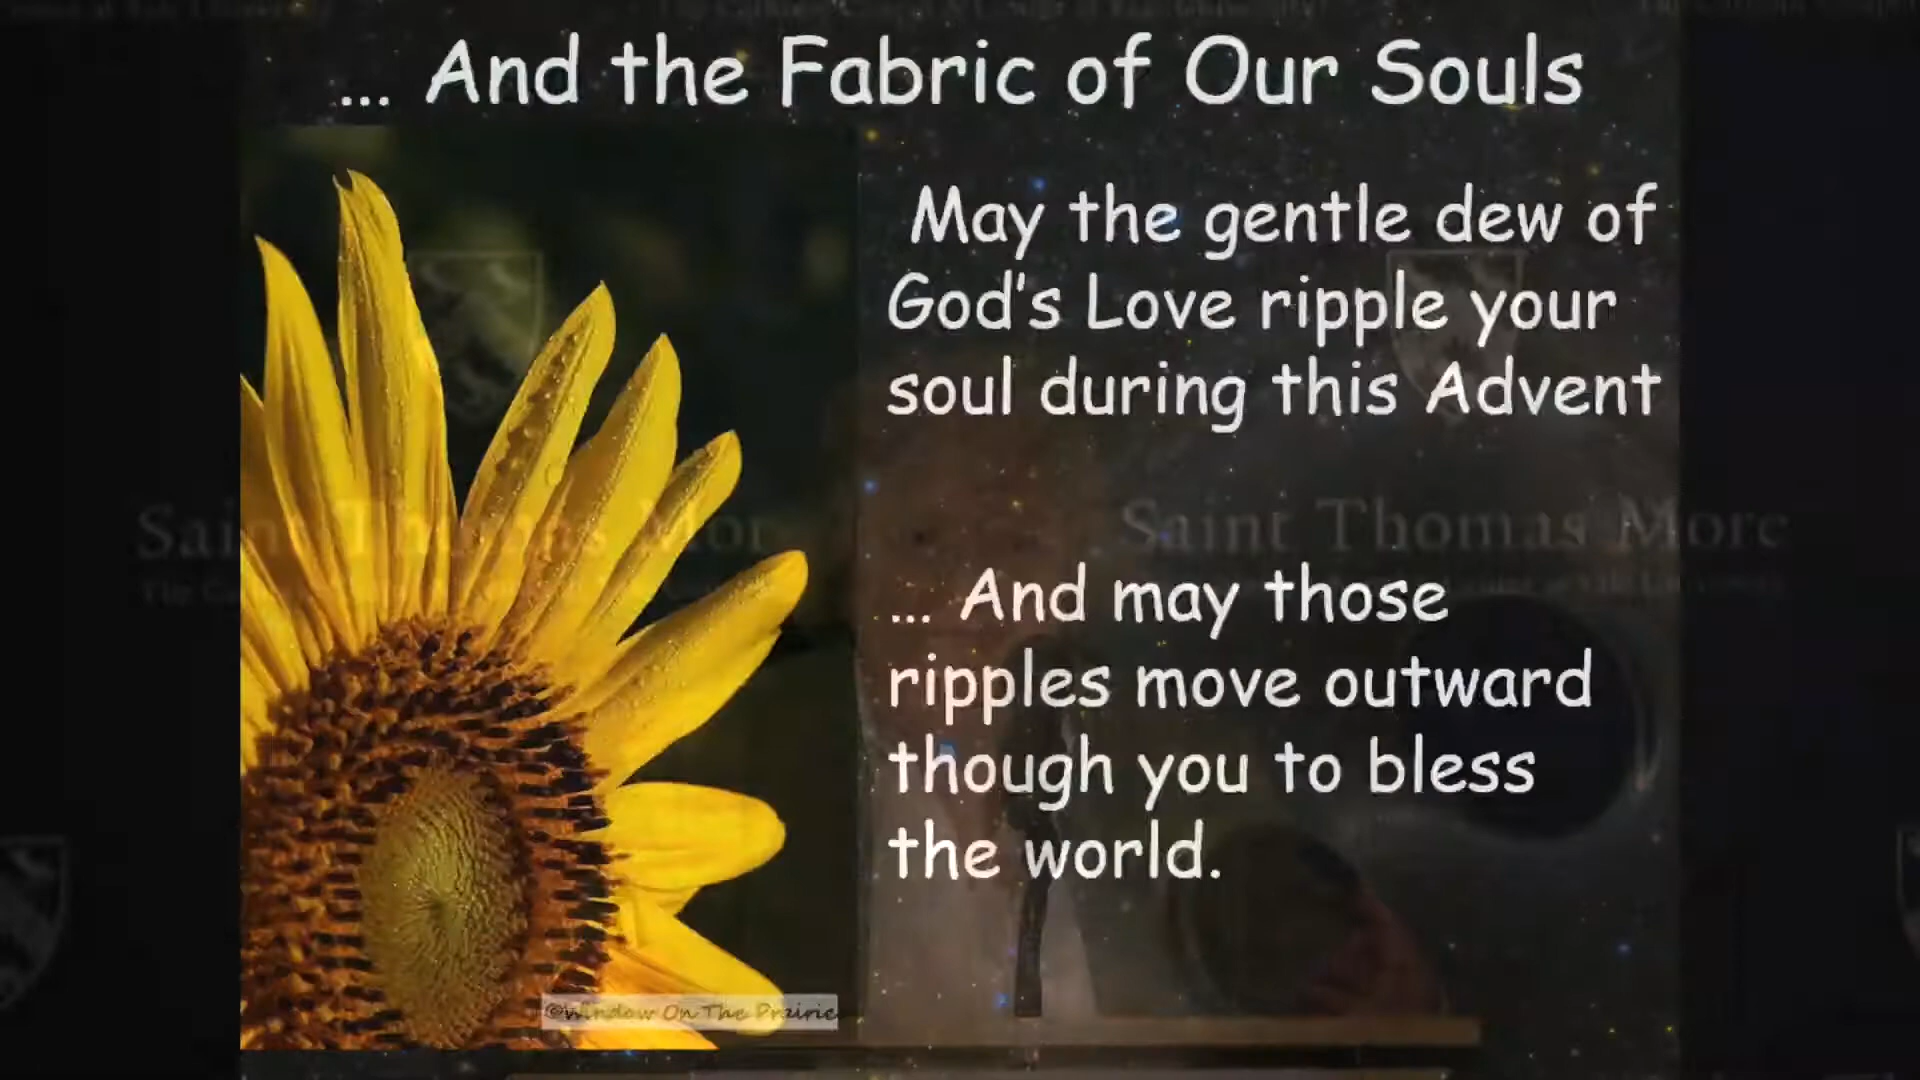 ... And the Fabric of Our Souls
May the gentle dew of
God's Love ripple your
soul during this Advent
... And may those
ripples move outward
though you to bless
the world.
Saint Thomas More
©Window On The Prairie